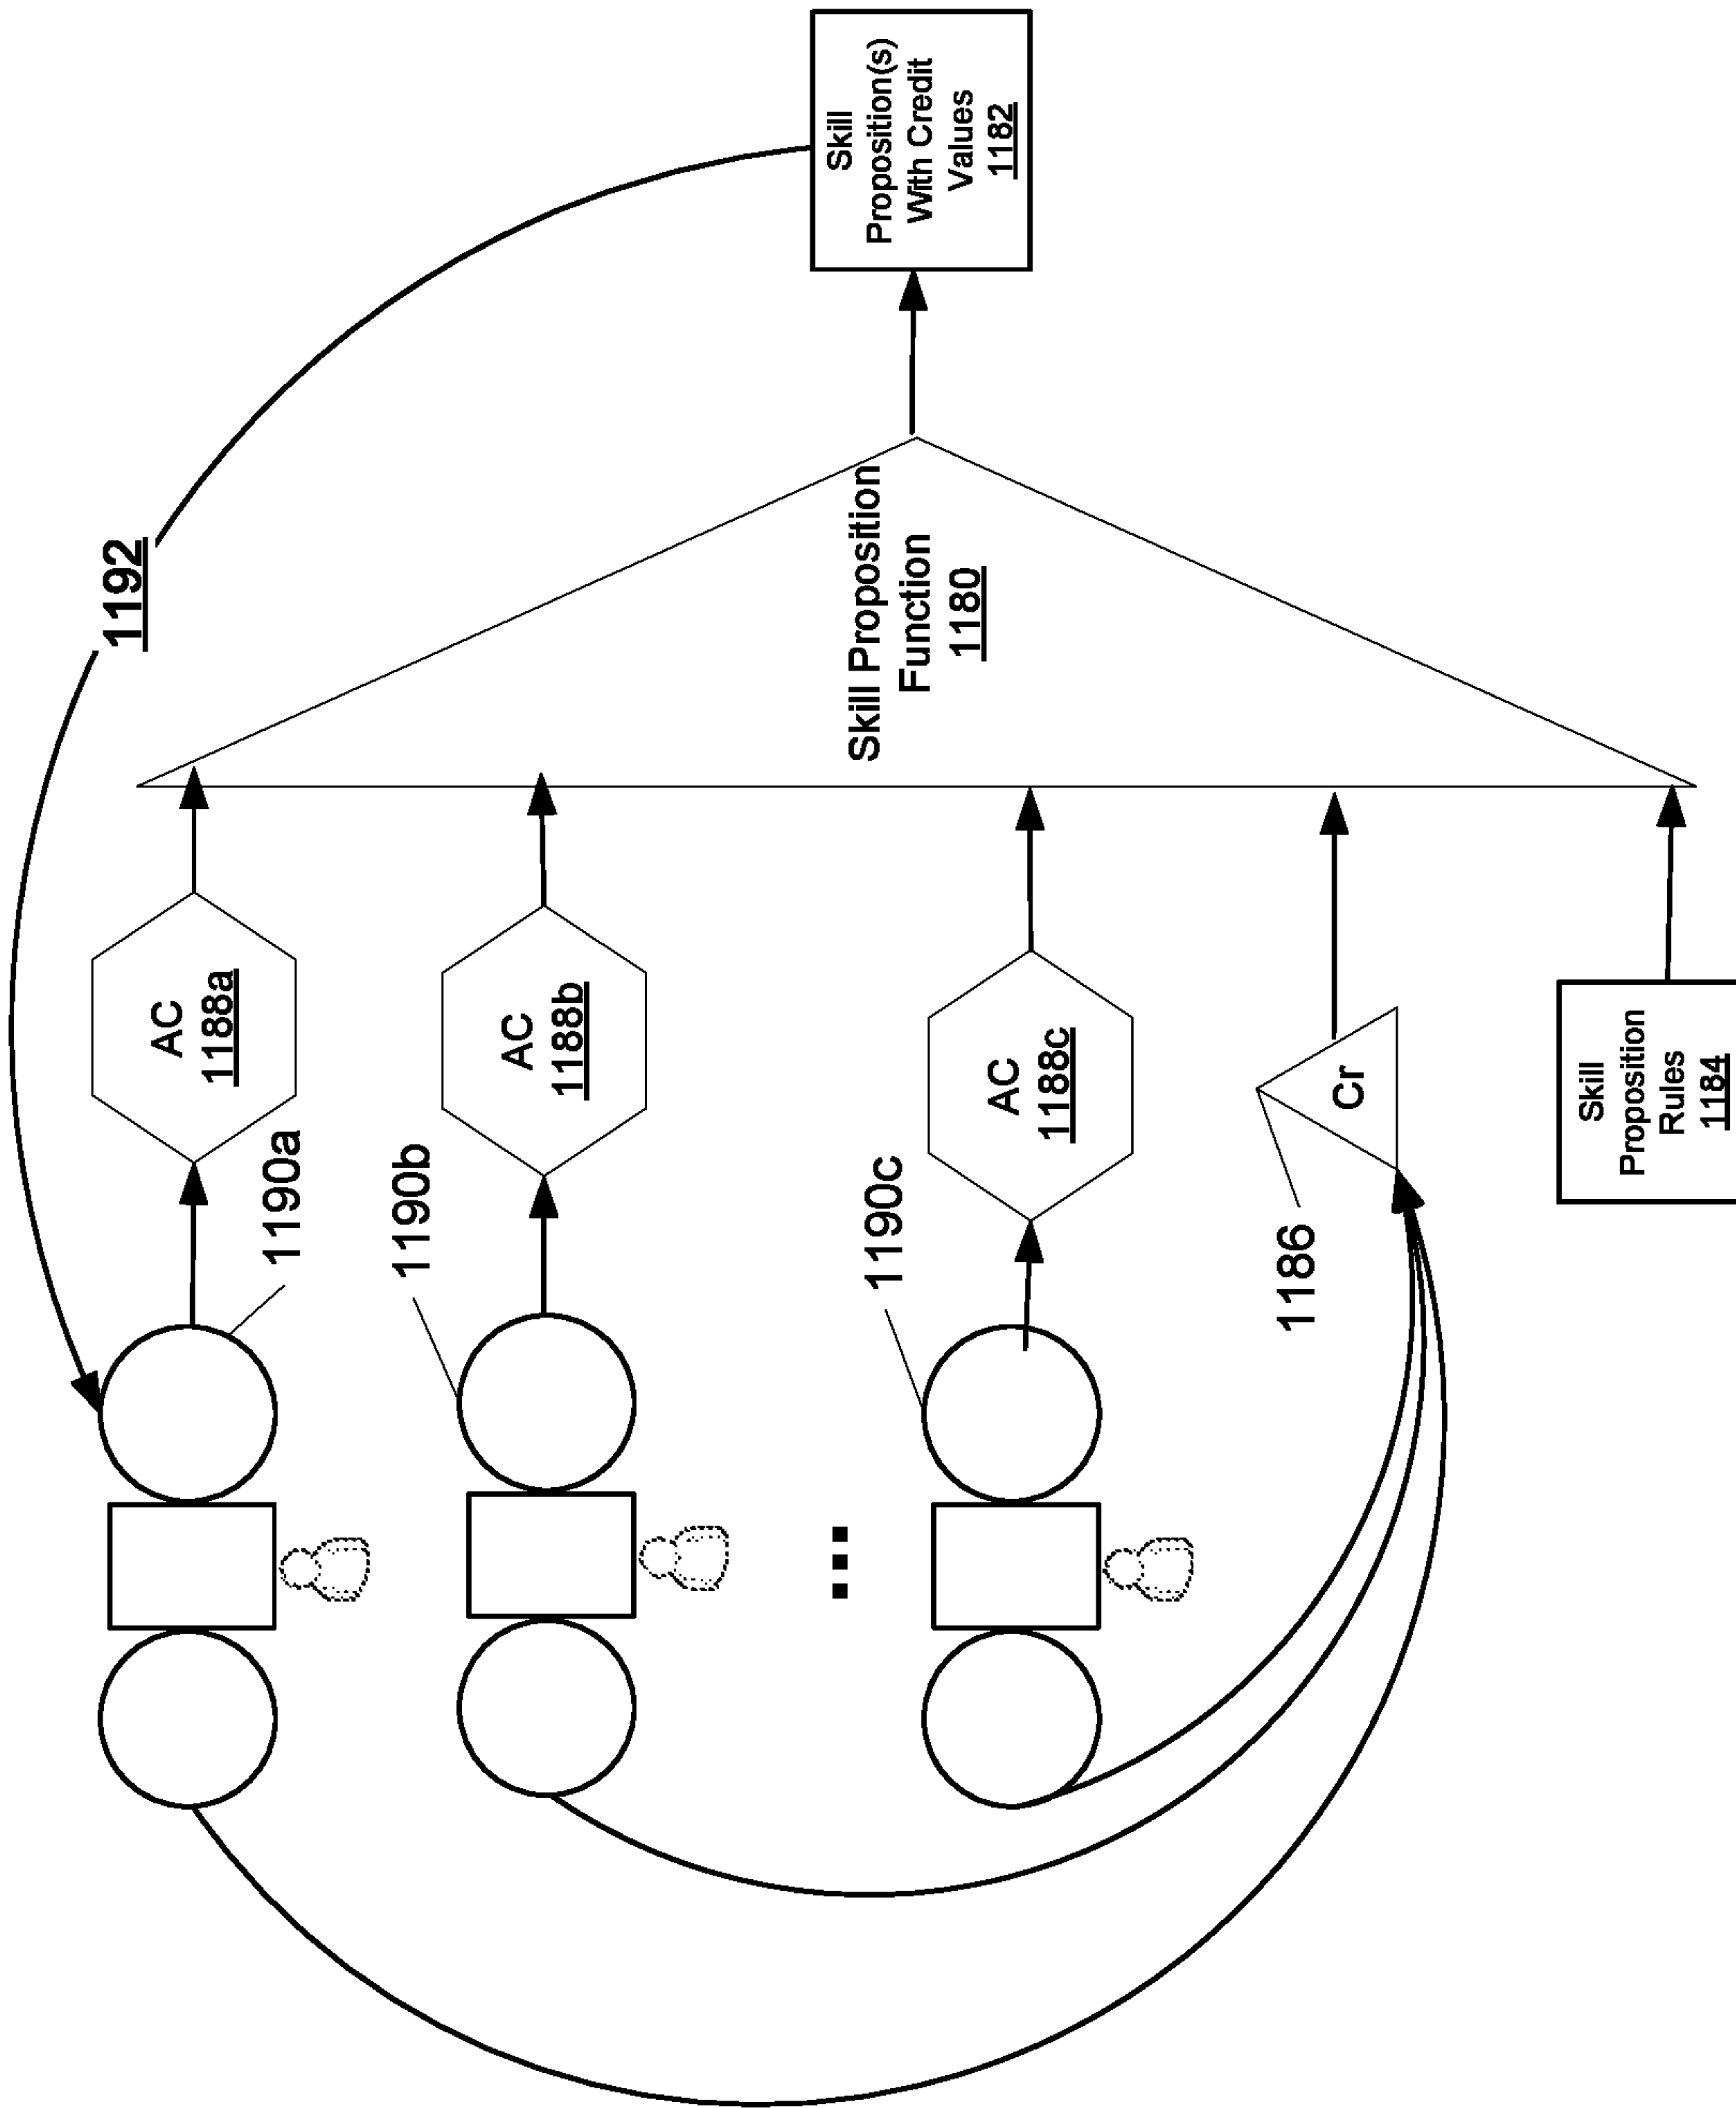 1192
Skill
Proposition(s)
With Credit
Values
1182
Skill Proposition
Function
1180
AC
1188a
1190a
AC
1188b
1190b
AC
1188c
1190c
Cr
1186
Skill
Proposition
Rules
1184